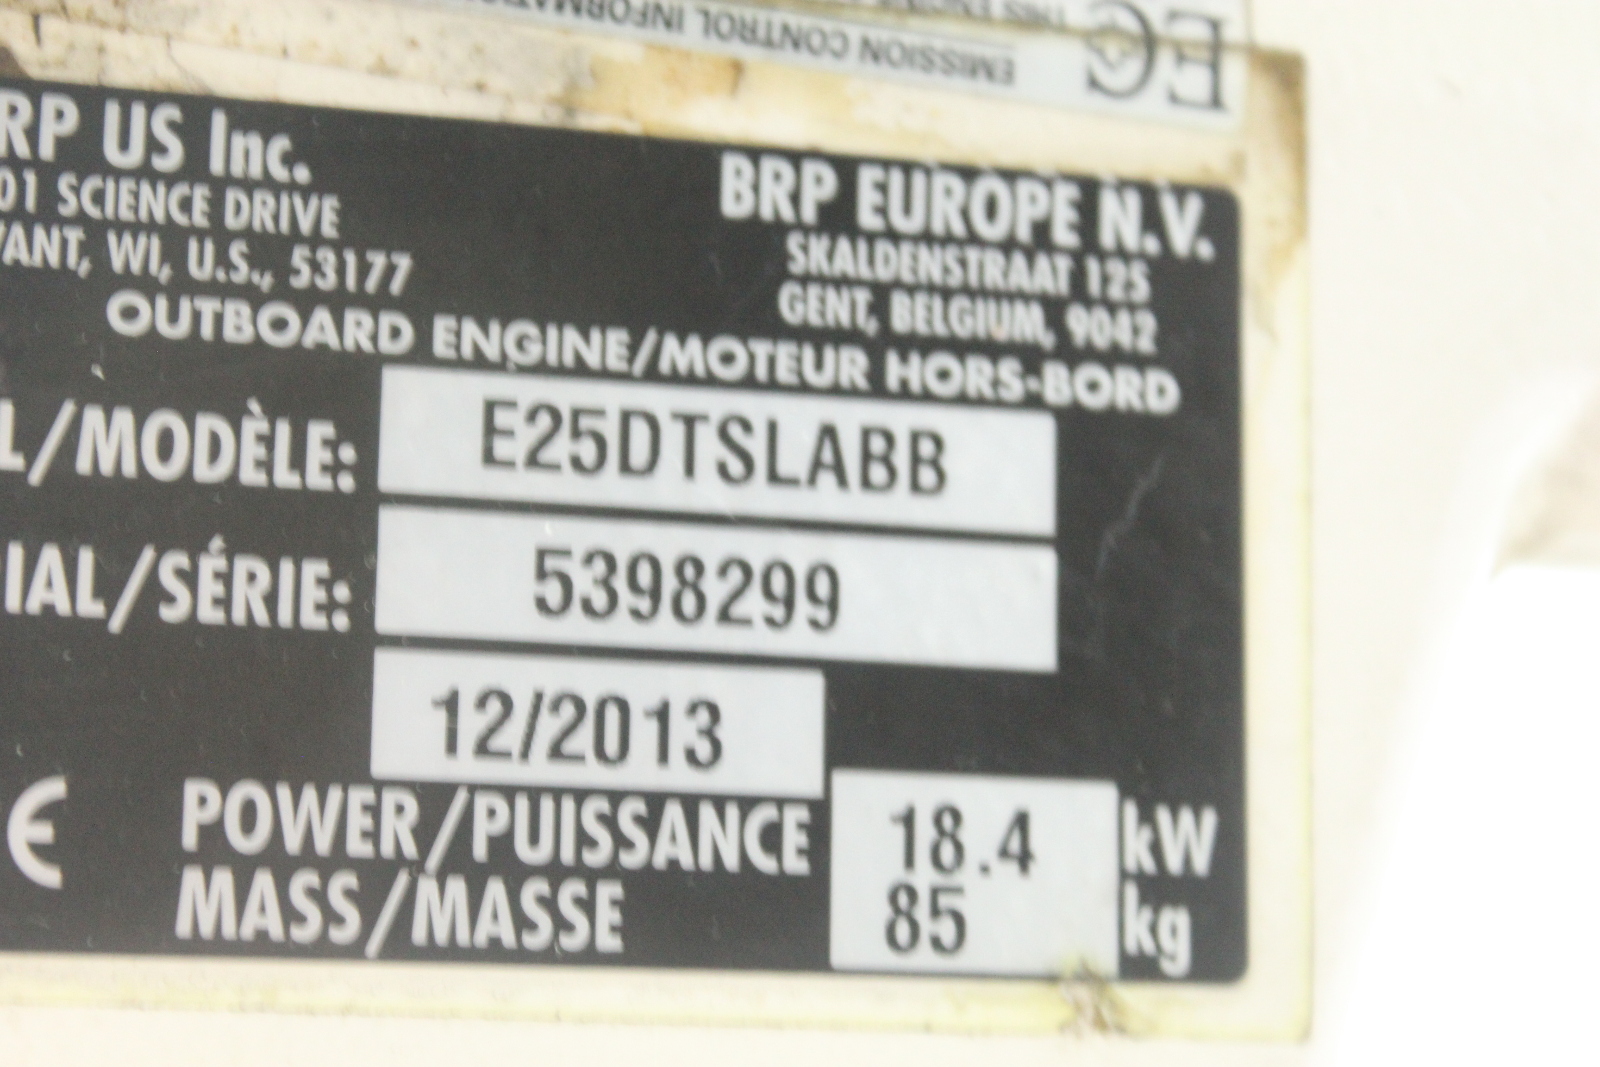 EC
EMISSION CONTROL INFORMATION
RP US Inc.
01 SCIENCE DRIVE
VANT, WI, U.S., 53177
BRP EUROPE N.V.
SKALDENSTRAAT 125
GENT, BELGIUM, 9042
OUTBOARD ENGINE/MOTEUR HORS-BORD
L/MODÈLE: E25DTSLABB
IAL/SÉRIE: 5398299
12/2013
CE POWER/PUISSANCE 18.4 kW
MASS/MASSE 85 kg